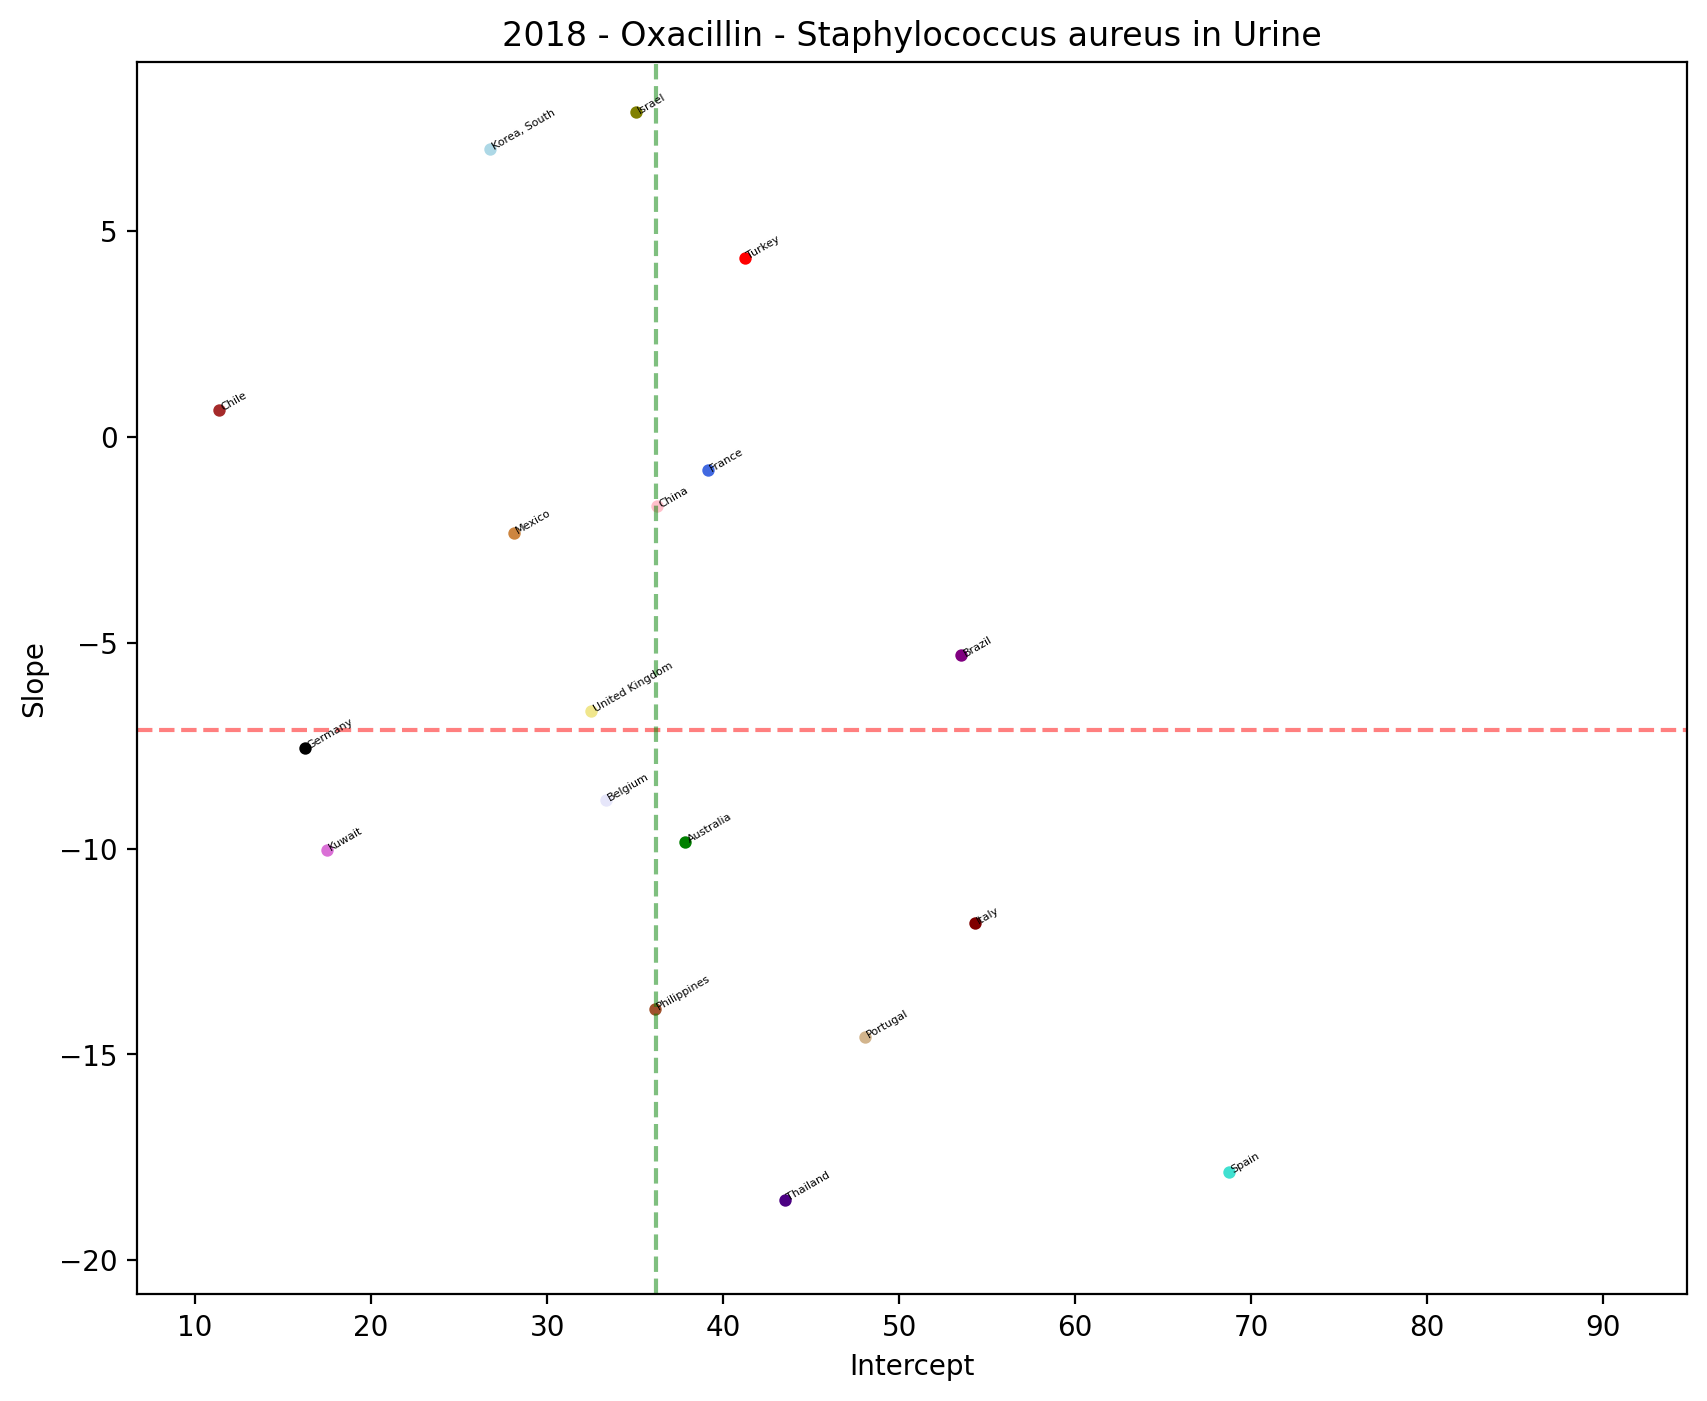 2018 - Oxacillin - Staphylococcus aureus in Urine
Israel
Korea, South
5
Turkey
Chile
0
France
China
Mexico
−5
Brazil
United Kingdom
Slope
Germany
Belgium
Australia
Kuwait
−10
Italy
Philippines
Portugal
−15
Spain
Thailand
−20
10 20 30 40 50 60 70 80 90
Intercept